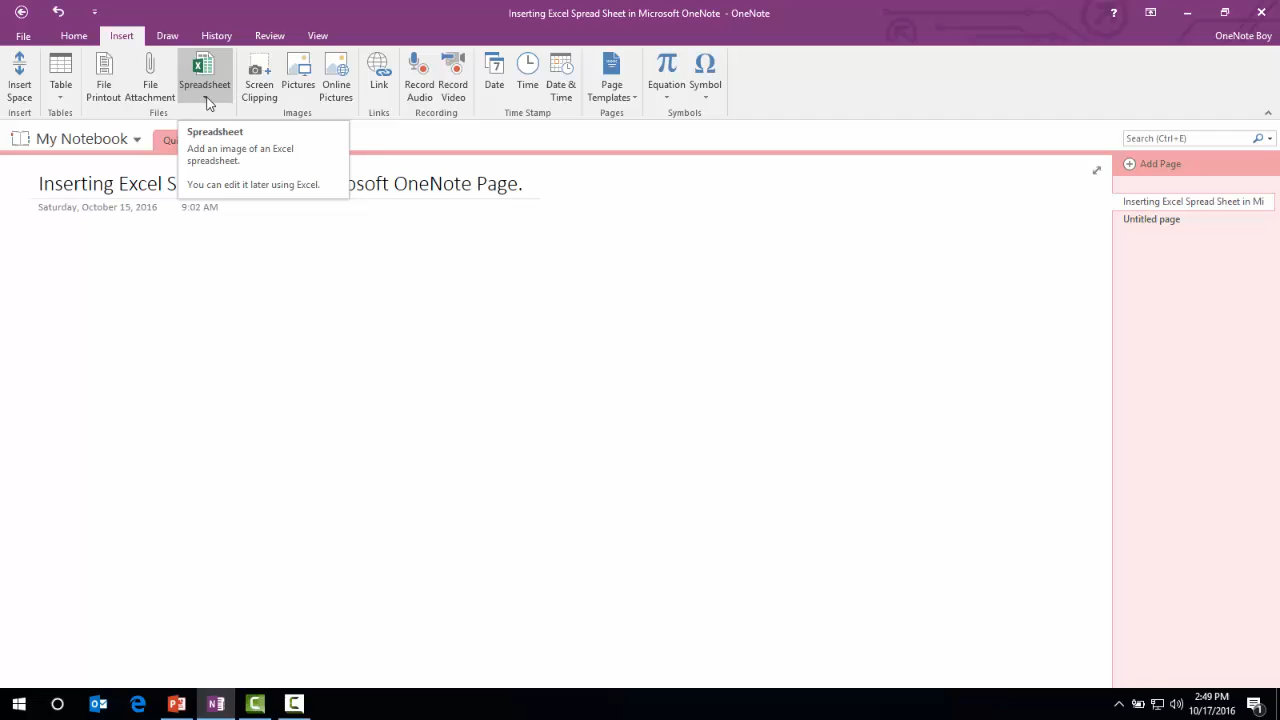 Inserting Excel Spread Sheet in Microsoft OneNote - OneNote
?
File
Home
Insert
Draw
History
Review
View
OneNote Boy
Insert Space
Table
File Printout
File Attachment
Spreadsheet
Screen Clipping
Pictures
Online Pictures
Link
Record Audio
Record Video
Date
Time
Date & Time
Page Templates
π
Equation
Ω
Symbol
Insert
Tables
Files
Images
Links
Recording
Time Stamp
Pages
Symbols
My Notebook
Qui
Search (Ctrl+E)
Spreadsheet
Add an image of an Excel
spreadsheet.
You can edit it later using Excel.
Add Page
Inserting Excel S
osoft OneNote Page.
Saturday, October 15, 2016 9:02 AM
Inserting Excel Spread Sheet in Mi
Untitled page
2:49 PM
10/17/2016